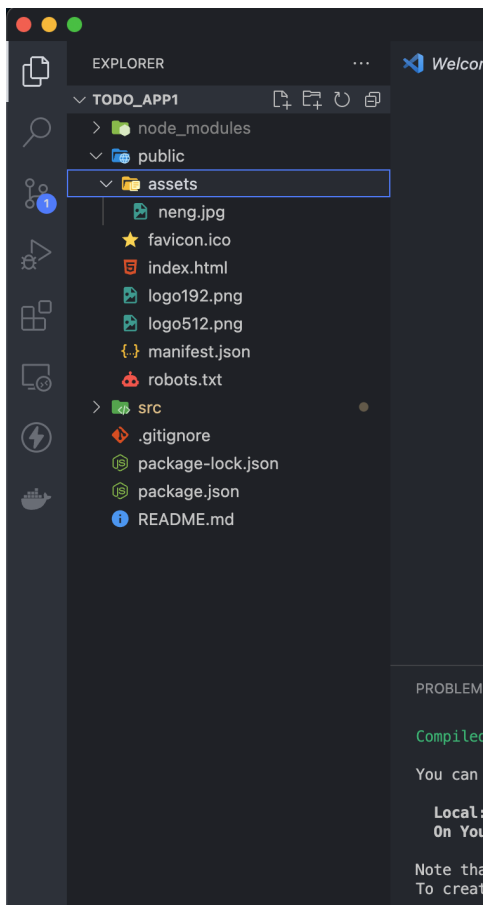 EXPLORER
Welcor
TODO_APP1
node_modules
public
assets
neng.jpg
favicon.ico
index.html
logo192.png
logo512.png
manifest.json
robots.txt
src
.gitignore
package-lock.json
package.json
README.md
1
PROBLEM
Compiled
You can
Local:
On You
Note tha
To creat